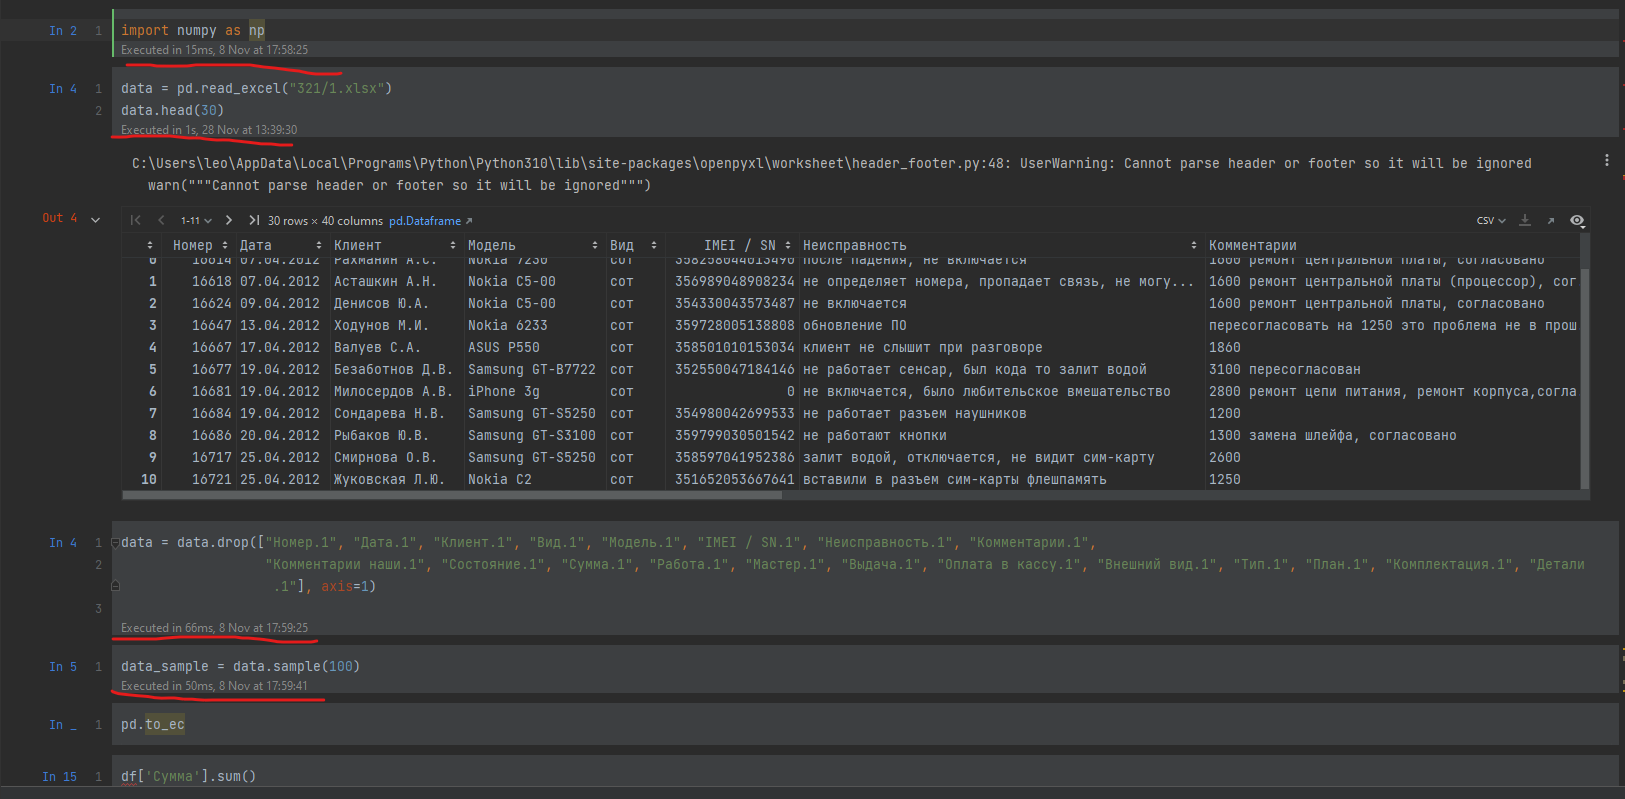 In 2 1 import numpy as np
Executed in 15ms, 8 Nov at 17:58:25
In 4 1 data = pd.read_excel("321/1.xlsx")
2 data.head(30)
Executed in 1s, 28 Nov at 13:39:30
C:\Users\leo\AppData\Local\Programs\Python\Python310\lib\site-packages\openpyxl\worksheet\header_footer.py:48: UserWarning: Cannot parse header or footer so it will be ignored
warn("""Cannot parse header or footer so it will be ignored""")
Out 4 1-11 30 rows × 40 columns pd.Dataframe CSV
Номер Дата Клиент Модель Вид IMEI / SN Неисправность Комментарии
0 16614 07.04.2012 Рахманин А.С. Nokia 7230 сот 358258044013490 после падения, не включается 1600 ремонт центральной платы, согласовано
1 16618 07.04.2012 Асташкин А.Н. Nokia C5-00 сот 356989048908234 не определяет номера, пропадает связь, не могу... 1600 ремонт центральной платы (процессор), сог
2 16624 09.04.2012 Денисов Ю.А. Nokia C5-00 сот 354330043573487 не включается 1600 ремонт центральной платы, согласовано
3 16647 13.04.2012 Ходунов М.И. Nokia 6233 сот 359728005138808 обновление ПО пересогласовать на 1250 это проблема не в прош
4 16667 17.04.2012 Валуев С.А. ASUS P550 сот 358501010153034 клиент не слышит при разговоре 1860
5 16677 19.04.2012 Безаботнов Д.В. Samsung GT-B7722 сот 352550047184146 не работает сенсар, был кода то залит водой 3100 пересогласован
6 16681 19.04.2012 Милосердов А.В. iPhone 3g сот 0 не включается, было любительское вмешательство 2800 ремонт цепи питания, ремонт корпуса,согла
7 16684 19.04.2012 Сондарева Н.В. Samsung GT-S5250 сот 354980042699533 не работает разъем наушников 1200
8 16686 20.04.2012 Рыбаков Ю.В. Samsung GT-S3100 сот 359799030501542 не работают кнопки 1300 замена шлейфа, согласовано
9 16717 25.04.2012 Смирнова О.В. Samsung GT-S5250 сот 358597041952386 залит водой, отключается, не видит сим-карту 2600
10 16721 25.04.2012 Жуковская Л.Ю. Nokia C2 сот 351652053667641 вставили в разъем сим-карты флешпамять 1250
In 4 1 data = data.drop(["Номер.1", "Дата.1", "Клиент.1", "Вид.1", "Модель.1", "IMEI / SN.1", "Неисправность.1", "Комментарии.1",
2 "Комментарии наши.1", "Состояние.1", "Сумма.1", "Работа.1", "Мастер.1", "Выдача.1", "Оплата в кассу.1", "Внешний вид.1", "Тип.1", "План.1", "Комплектация.1", "Детали
.1"], axis=1)
3
Executed in 66ms, 8 Nov at 17:59:25
In 5 1 data_sample = data.sample(100)
Executed in 50ms, 8 Nov at 17:59:41
In _ 1 pd.to_ec
In 15 1 df['Сумма'].sum()